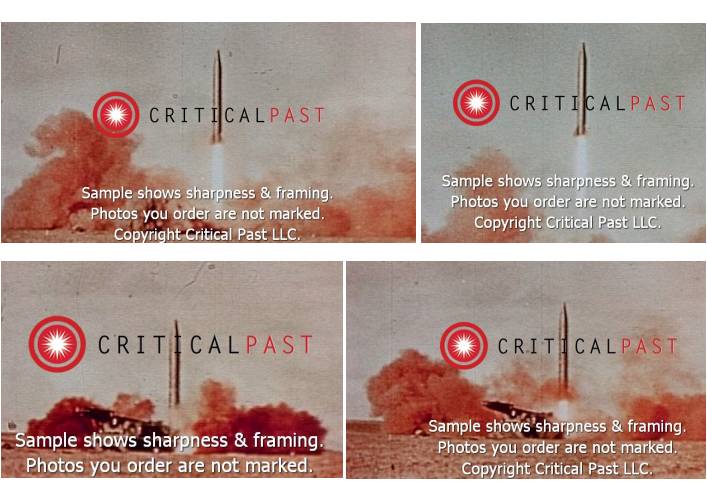 CRITICALPAST
Sample shows sharpness & framing.
Photos you order are not marked.
Copyright Critical Past LLC.
CRITICALPAST
Sample shows sharpness & framing.
Photos you order are not marked.
Copyright Critical Past LLC.
CRITICALPAST
Sample shows sharpness & framing.
Photos you order are not marked.
CRITICALPAST
Sample shows sharpness & framing.
Photos you order are not marked.
Copyright Critical Past LLC.